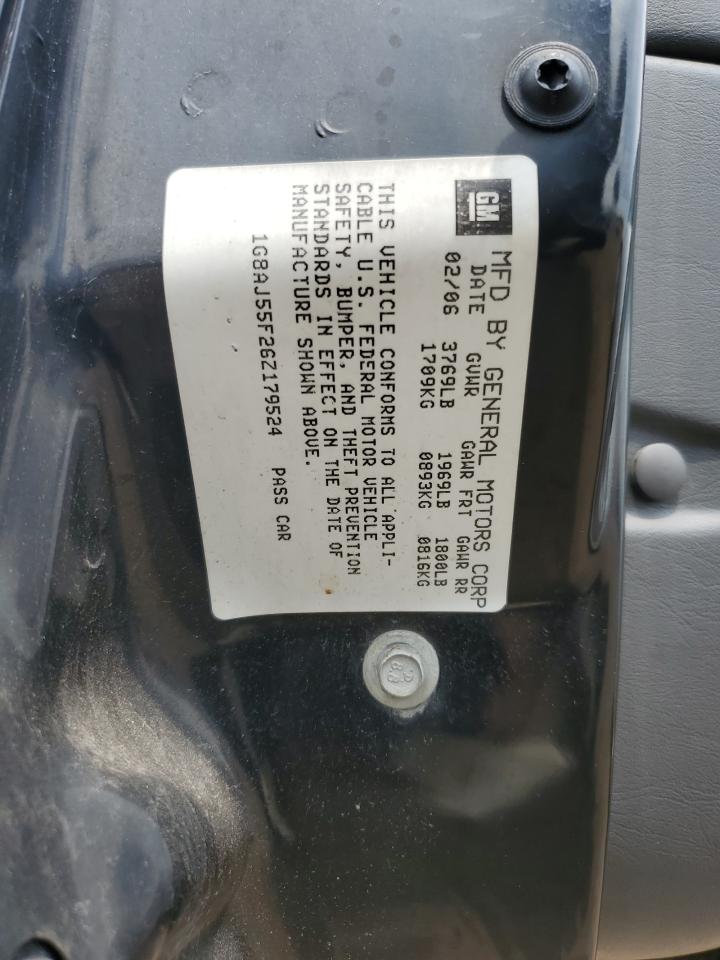 GM MFD BY GENERAL MOTORS CORP
DATE GVWR GAWR FRT GAWR RR
02/06 3769LB 1969LB 1800LB
1709KG 0893KG 0816KG
THIS VEHICLE CONFORMS TO ALL APPLI-
CABLE U.S. FEDERAL MOTOR VEHICLE
SAFETY, BUMPER, AND THEFT PREVENTION
STANDARDS IN EFFECT ON THE DATE OF
MANUFACTURE SHOWN ABOVE.
1G8AJ55F26Z179524 PASS CAR